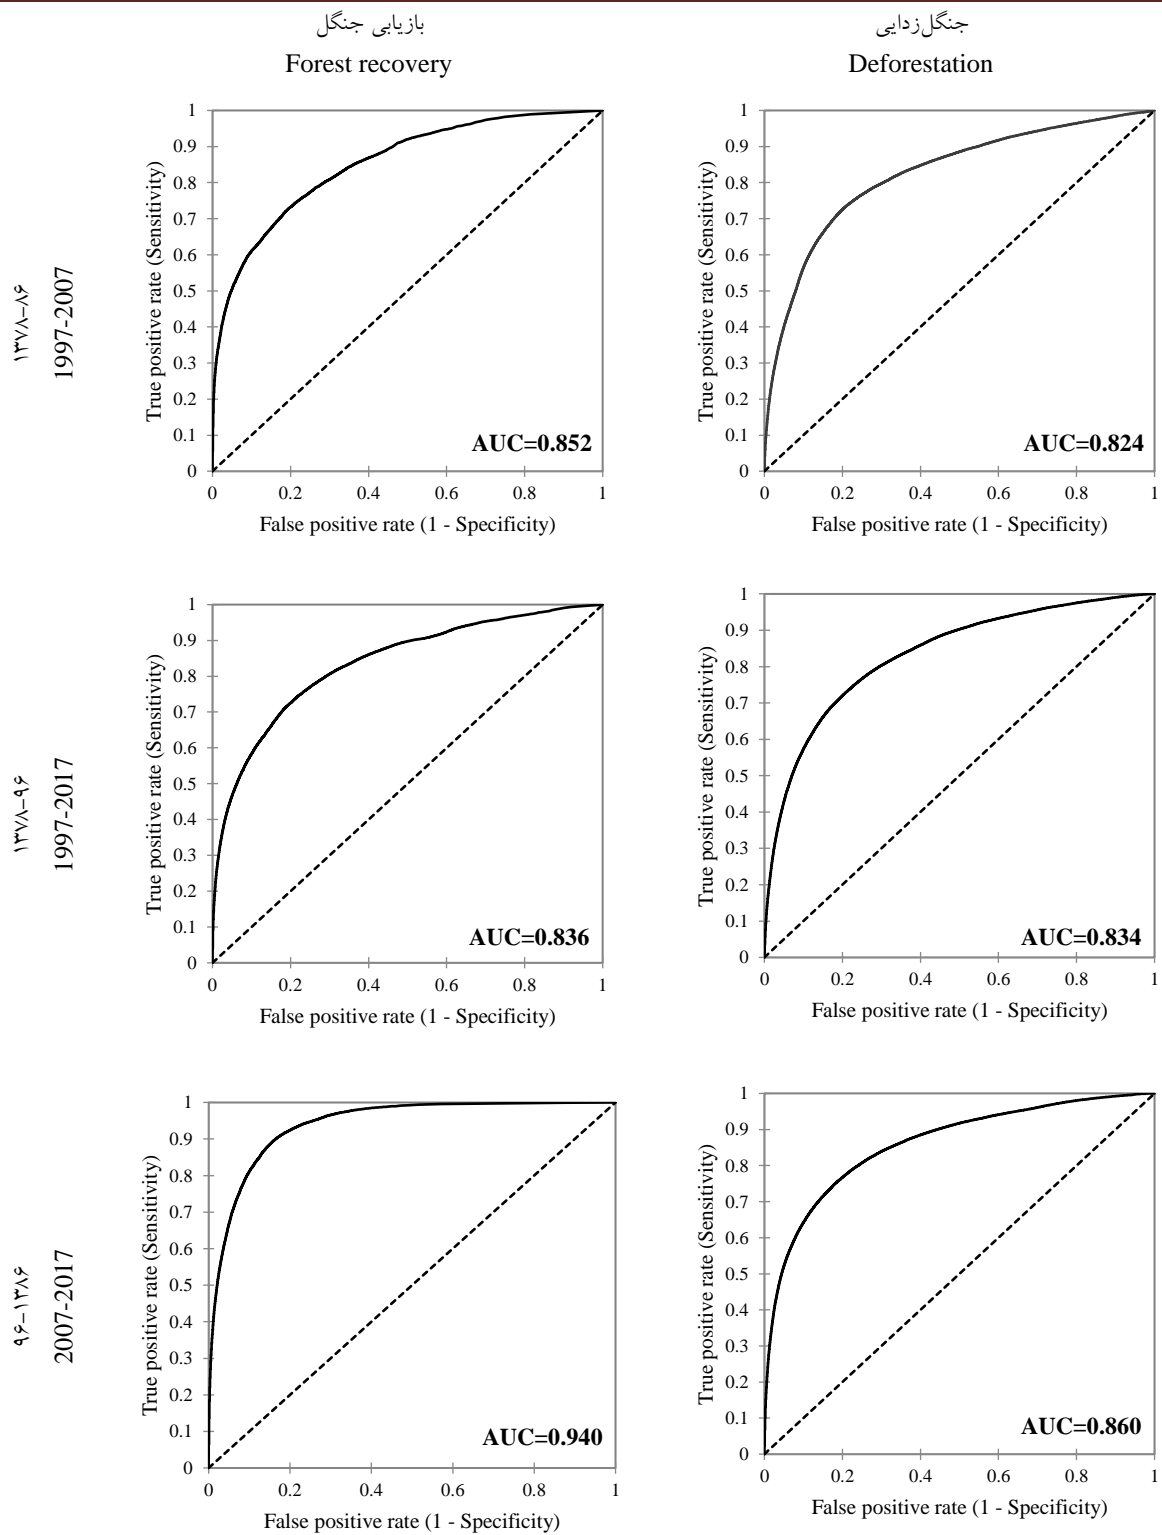 بازیابی جنگل
جنگل‌زدایی
Forest recovery
Deforestation
۱۳۷۸-۸۶
1997-2007
True positive rate (Sensitivity)
1
0.9
0.8
0.7
0.6
0.5
0.4
0.3
0.2
0.1
0
AUC=0.852
0 0.2 0.4 0.6 0.8 1
False positive rate (1 - Specificity)
True positive rate (Sensitivity)
1
0.9
0.8
0.7
0.6
0.5
0.4
0.3
0.2
0.1
0
AUC=0.824
0 0.2 0.4 0.6 0.8 1
False positive rate (1 - Specificity)
۱۳۷۸-۹۶
1997-2017
True positive rate (Sensitivity)
1
0.9
0.8
0.7
0.6
0.5
0.4
0.3
0.2
0.1
0
AUC=0.836
0 0.2 0.4 0.6 0.8 1
False positive rate (1 - Specificity)
True positive rate (Sensitivity)
1
0.9
0.8
0.7
0.6
0.5
0.4
0.3
0.2
0.1
0
AUC=0.834
0 0.2 0.4 0.6 0.8 1
False positive rate (1 - Specificity)
۹۶-۱۳۸۶
2007-2017
True positive rate (Sensitivity)
1
0.9
0.8
0.7
0.6
0.5
0.4
0.3
0.2
0.1
0
AUC=0.940
0 0.2 0.4 0.6 0.8 1
False positive rate (1 - Specificity)
True positive rate (Sensitivity)
1
0.9
0.8
0.7
0.6
0.5
0.4
0.3
0.2
0.1
0
AUC=0.860
0 0.2 0.4 0.6 0.8 1
False positive rate (1 - Specificity)